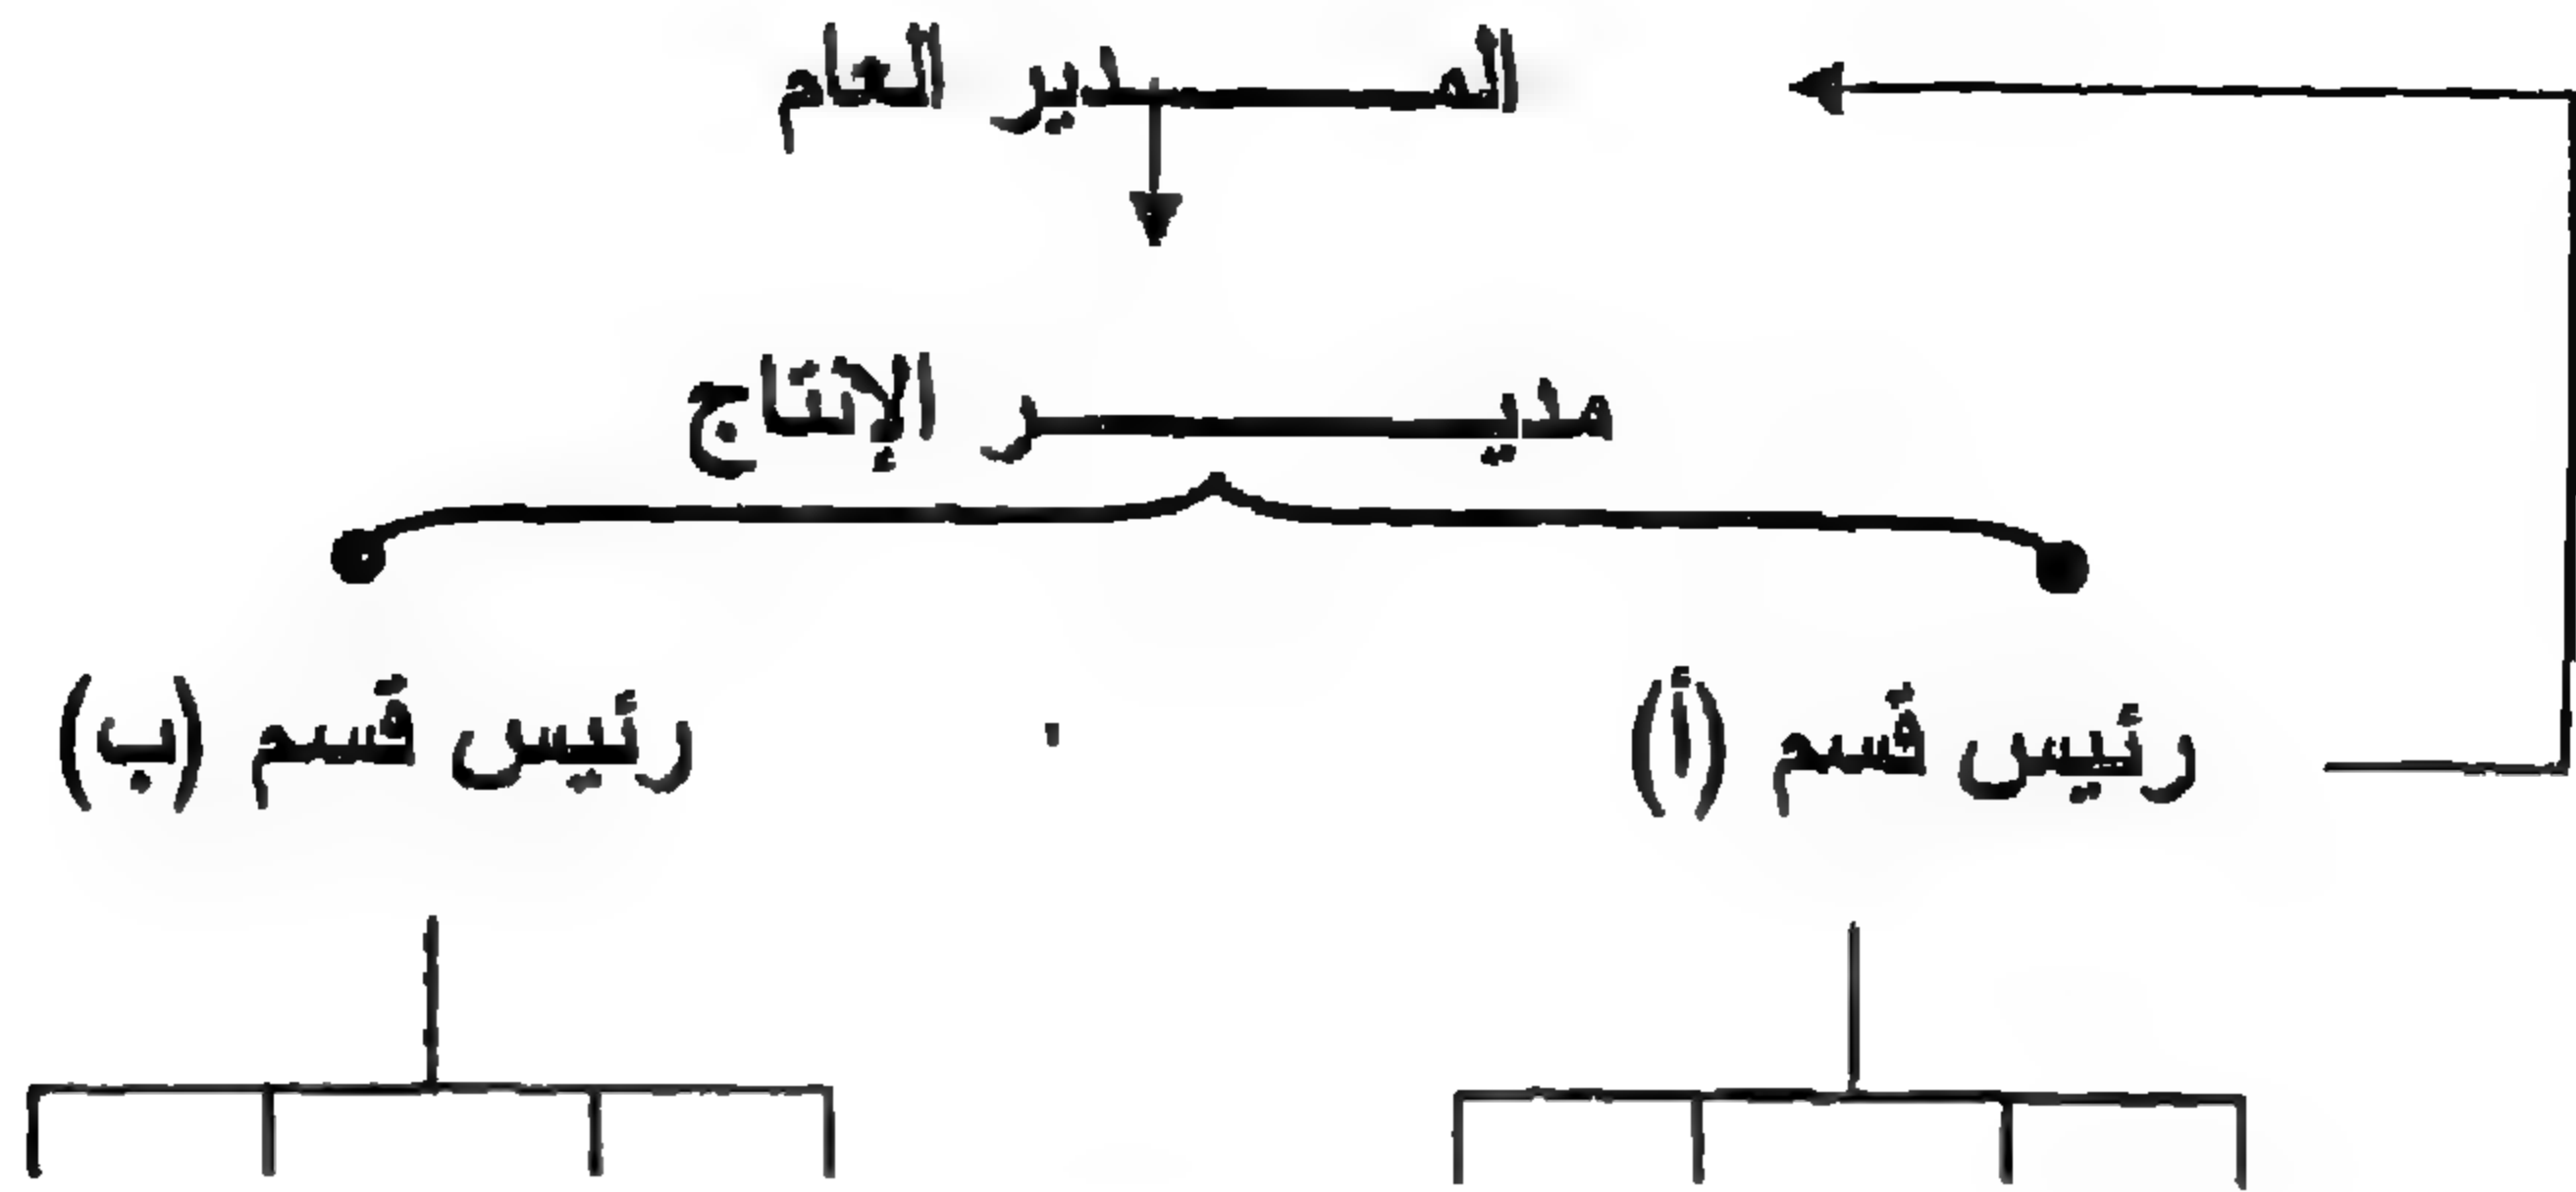 المدير العام
مدير الإنتاج
رئيس قسم (أ)
رئيس قسم (ب)